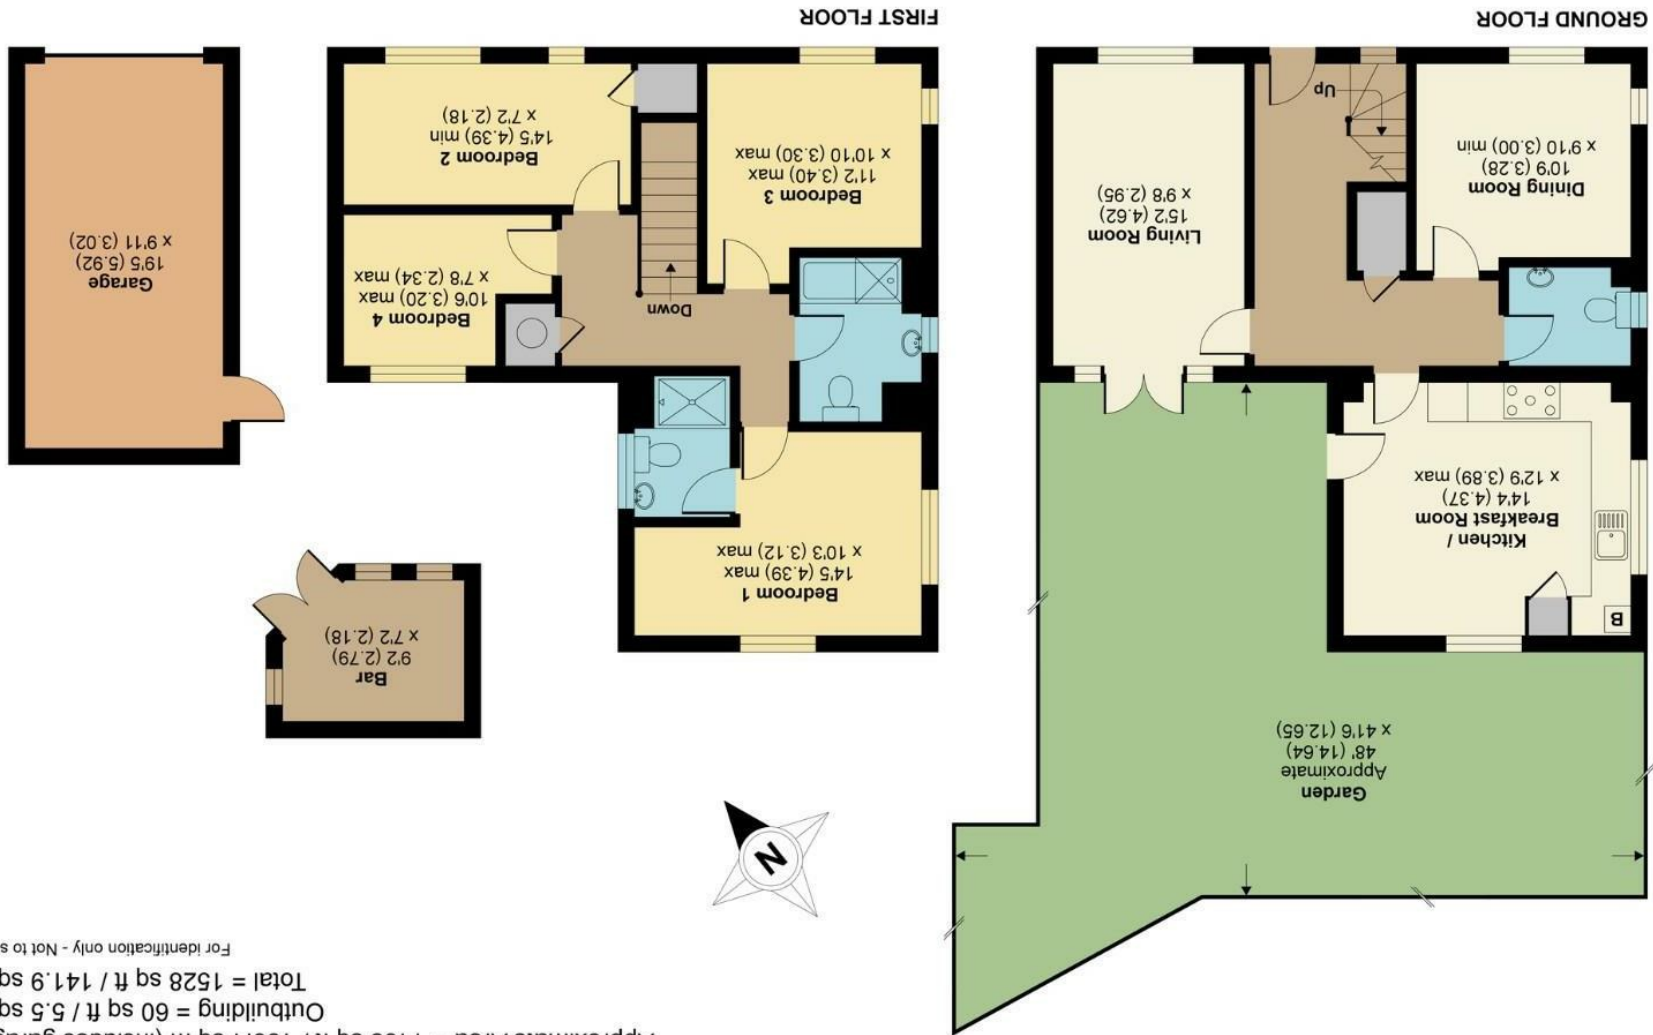 Approximate Area = sq ft / sq m (includes
Outbuilding = 60 sq ft / 5.5 sq
Total = 1528 sq ft / 141.9 sq
For identification only - Not to s
N
Garden
Approximate
48' (14.64)
x 41'6 (12.65)
B
Kitchen /
Breakfast Room
14'4 (4.37)
x 12'9 (3.89) max
Living Room
15'2 (4.62)
x 9'8 (2.95)
Dining Room
10'9 (3.28)
x 9'10 (3.00) min
Up
GROUND FLOOR
Bedroom 1
14'5 (4.39) max
x 10'3 (3.12) max
Down
Bedroom 3
11'2 (3.40) max
x 10'10 (3.30) max
Bedroom 4
10'6 (3.20) max
x 7'8 (2.34) max
Bedroom 2
14'5 (4.39) min
x 7'2 (2.18)
FIRST FLOOR
Bar
9'2 (2.79)
x 7'2 (2.18)
Garage
19'5 (5.92)
x 9'11 (3.02)